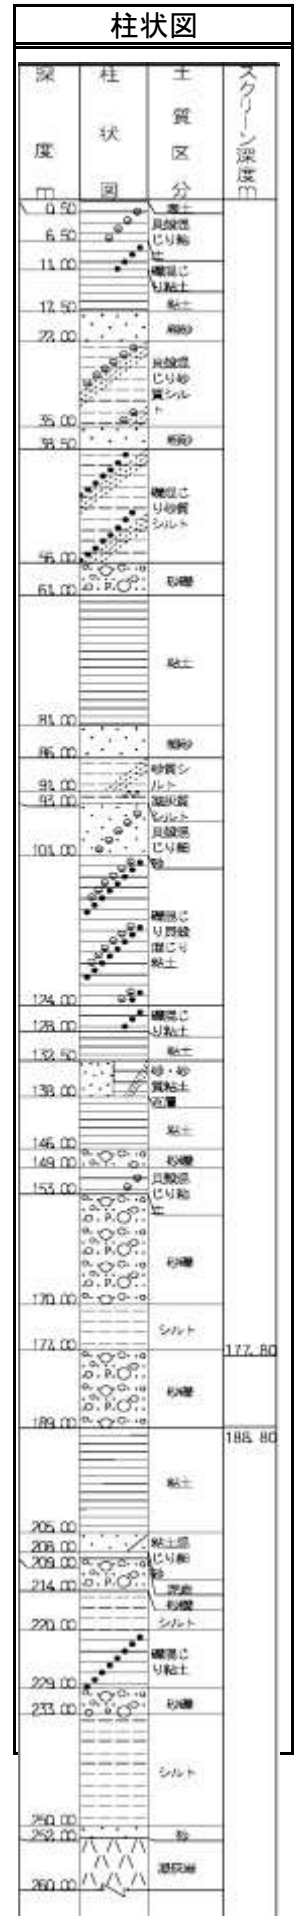 柱状図
深度m
柱状図
土質区分
スクリーン深度m
0.50
表土
6.50
貝殻混
じり粘
土
11.00
礫混じ
り粘土
17.50
粘土
22.00
細砂
35.00
貝殻混
じり砂
質シル
ト
38.50
細砂
56.00
礫混じ
り砂質
シルト
61.00
砂礫
81.00
粘土
86.00
細砂
91.00
砂質シ
ルト
93.00
シルト
101.00
貝殻混
じり細
砂
124.00
礫混じ
り貝殻
混じり
粘土
128.00
礫混じ
り粘土
132.50
粘土
138.00
砂・砂
質粘土
互層
146.00
粘土
149.00
砂礫
153.00
貝殻混
じり粘
土
170.00
砂礫
177.00
シルト
177.80
189.00
砂礫
188.80
205.00
粘土
208.00
粘土混
じり細
砂
209.00
214.00
砂礫
220.00
シルト
229.00
礫混じ
り粘土
233.00
砂礫
250.00
シルト
252.00
砂
260.00
凝灰岩